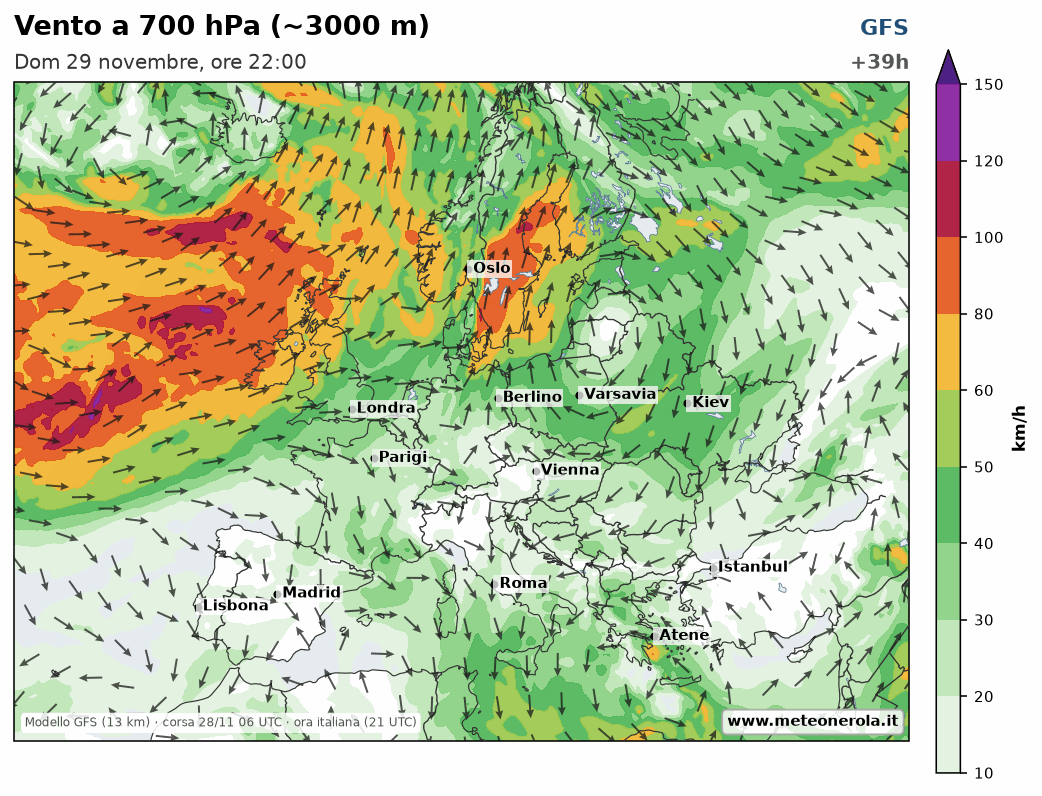 Vento a 700 hPa (~3000 m)
GFS
Dom 29 novembre, ore 22:00
+39h
150
120
100
80
60
50
40
30
20
10
km/h
Oslo
Berlino
Varsavia
Kiev
Londra
Parigi
Vienna
Istanbul
Roma
Madrid
Lisbona
Atene
Modello GFS (13 km) · corsa 28/11 06 UTC · ora italiana (21 UTC)
www.meteonerola.it